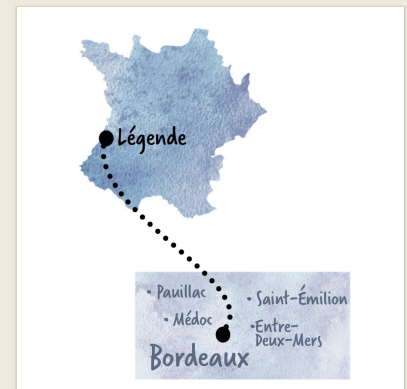 Légende
• Pauillac
• Saint-Émilion
• Médoc
• Entre-
Deux-Mers
Bordeaux